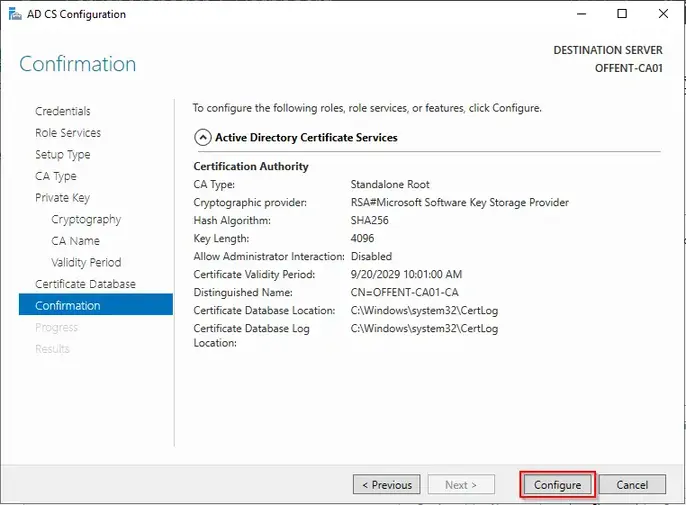 AD CS Configuration
Confirmation
DESTINATION SERVER
OFFENT-CA01
Credentials
Role Services
Setup Type
CA Type
Private Key
Cryptography
CA Name
Validity Period
Certificate Database
Confirmation
Progress
Results
To configure the following roles, role services, or features, click Configure.
Active Directory Certificate Services
Certification Authority
CA Type: Standalone Root
Cryptographic provider: RSA#Microsoft Software Key Storage Provider
Hash Algorithm: SHA256
Key Length: 4096
Allow Administrator Interaction: Disabled
Certificate Validity Period: 9/20/2029 10:01:00 AM
Distinguished Name: CN=OFFENT-CA01-CA
Certificate Database Location: C:\Windows\system32\CertLog
Certificate Database Log C:\Windows\system32\CertLog
Location:
< Previous Next > Configure Cancel